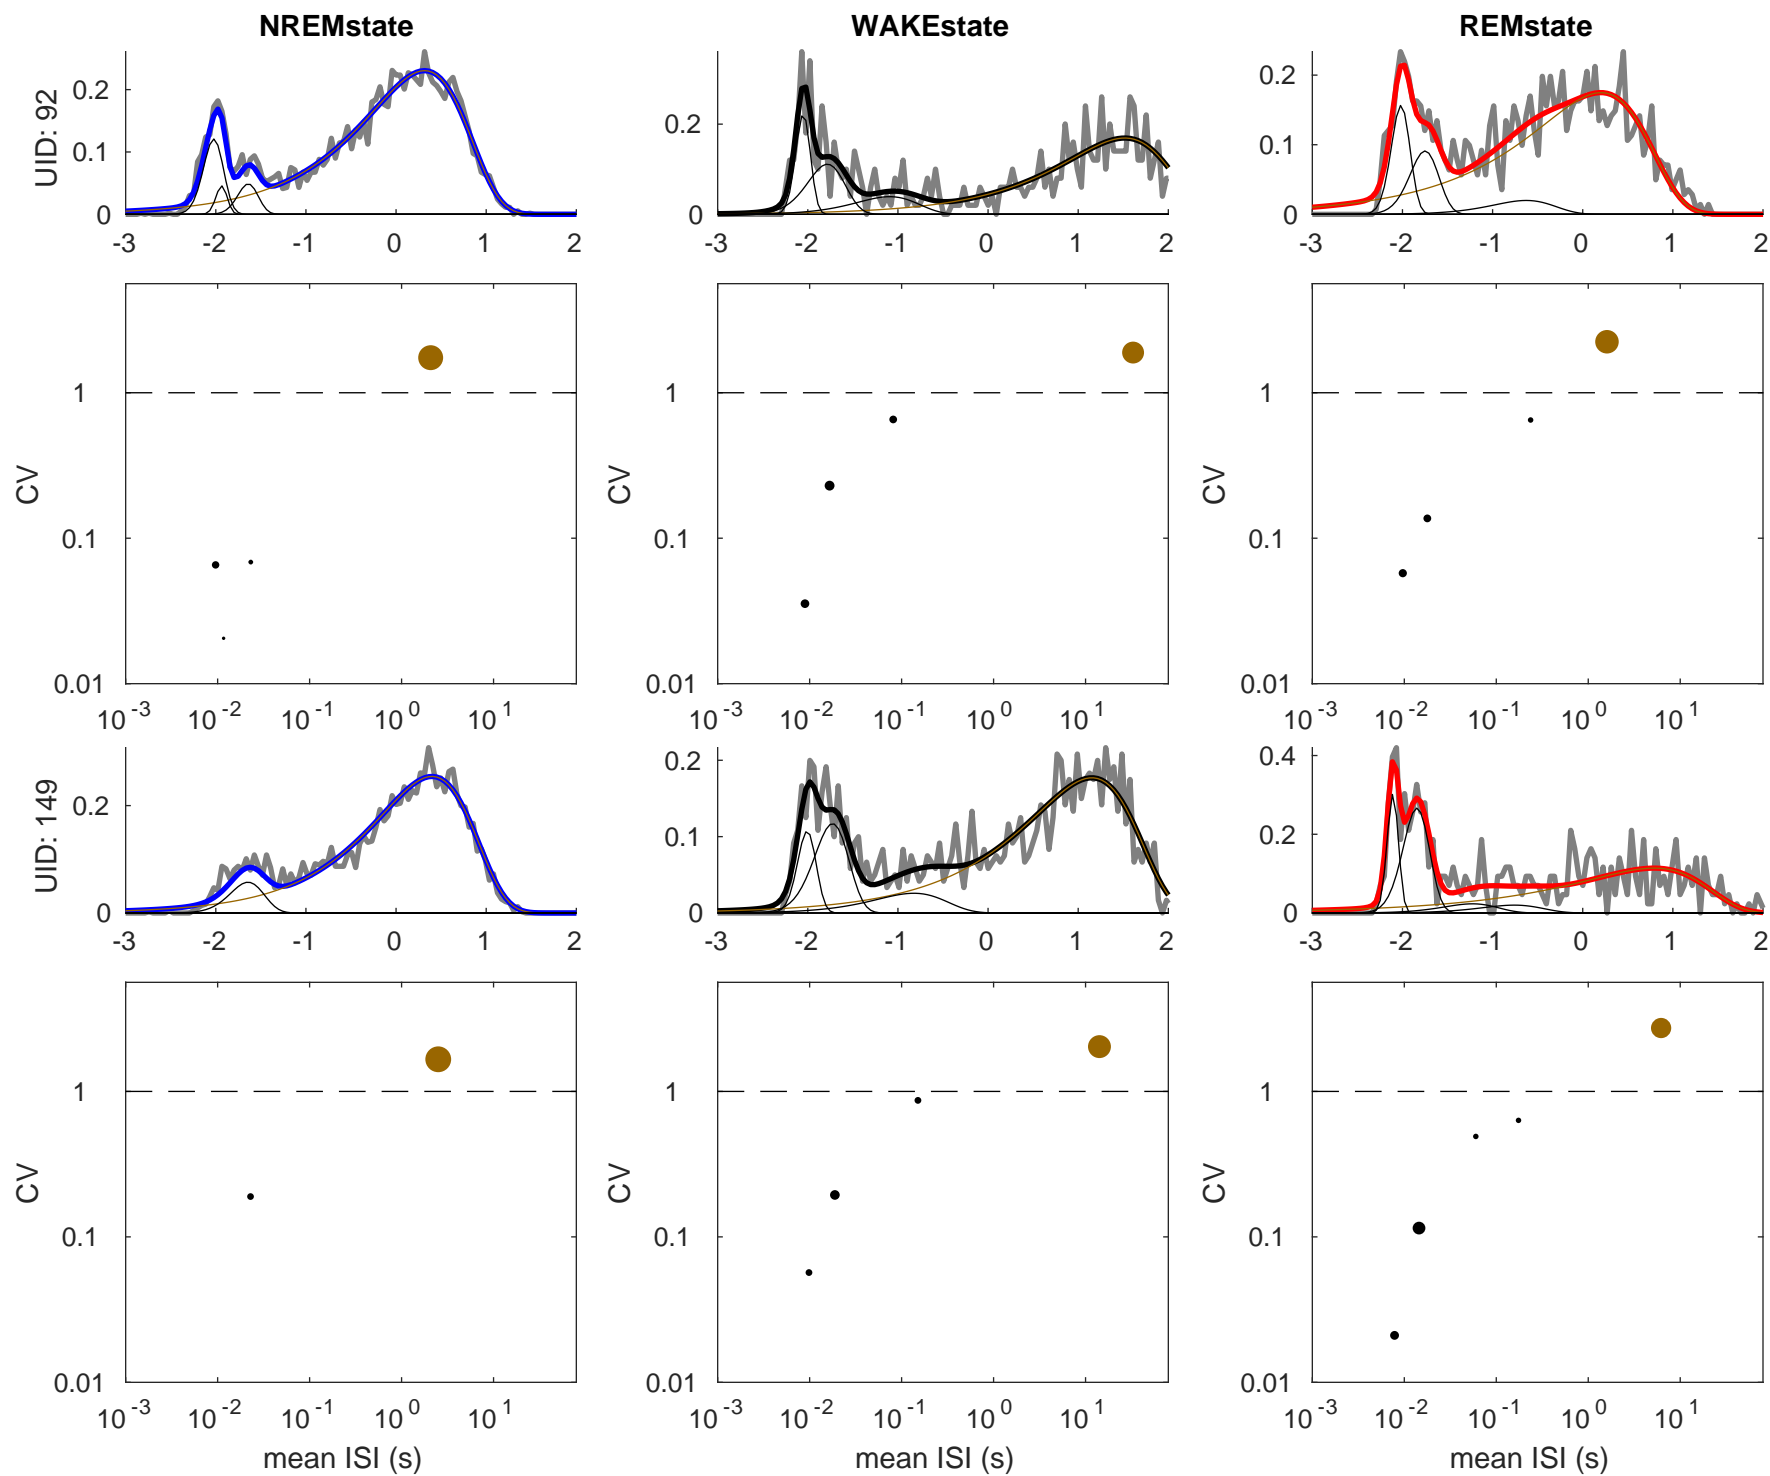 NREMstate WAKEstate REMstate
UID: 92
0.2 0.1 0
0.2 0
0.2 0.1 0
-3 -2 -1 0 1 2
-3 -2 -1 0 1 2
-3 -2 -1 0 1 2
CV
1 0.1 0.01
CV
1 0.1 0.01
CV
1 0.1 0.01
10^-3 10^-2 10^-1 10^0 10^1
10^-3 10^-2 10^-1 10^0 10^1
10^-3 10^-2 10^-1 10^0 10^1
UID: 149
0.2 0
0.2 0.1 0
0.4 0.2 0
-3 -2 -1 0 1 2
-3 -2 -1 0 1 2
-3 -2 -1 0 1 2
CV
1 0.1 0.01
CV
1 0.1 0.01
CV
1 0.1 0.01
10^-3 10^-2 10^-1 10^0 10^1
10^-3 10^-2 10^-1 10^0 10^1
10^-3 10^-2 10^-1 10^0 10^1
mean ISI (s) mean ISI (s) mean ISI (s)